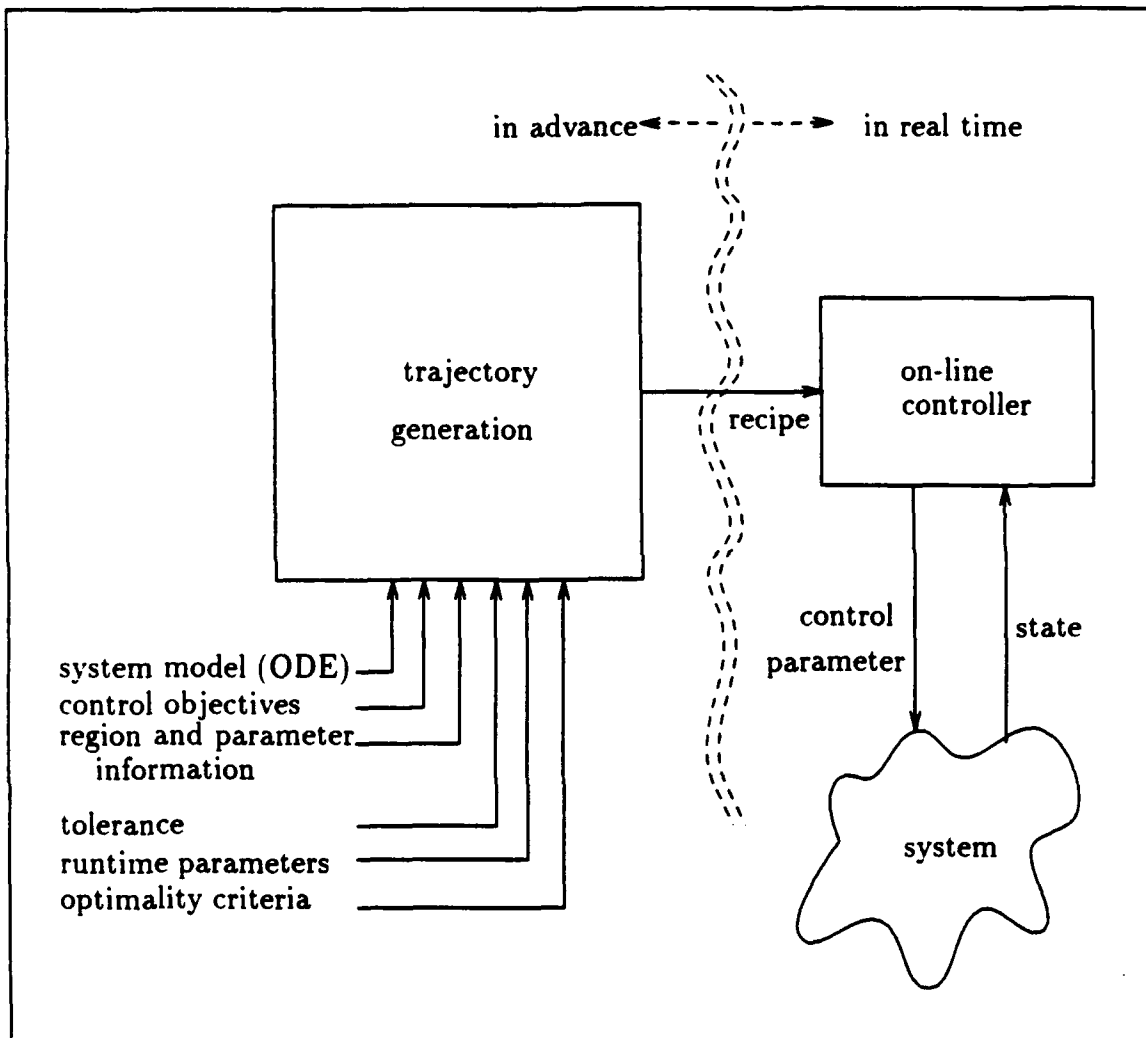 in advance
in real time
trajectory
generation
on-line
controller
recipe
control
parameter
state
system model (ODE)
control objectives
region and parameter
information
tolerance
runtime parameters
optimality criteria
system